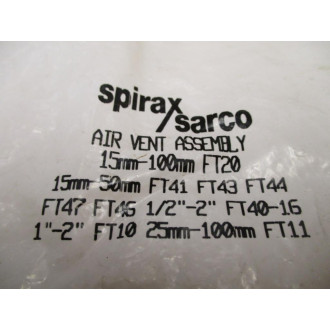 spirax
/sarco
AIR VENT ASSEMBLY
15mm-100mm FT20
15mm-50mm FT41 FT43 FT44
FT47 FT46 1/2"-2" FT40-16
1"-2" FT10 25mm-100mm FT11